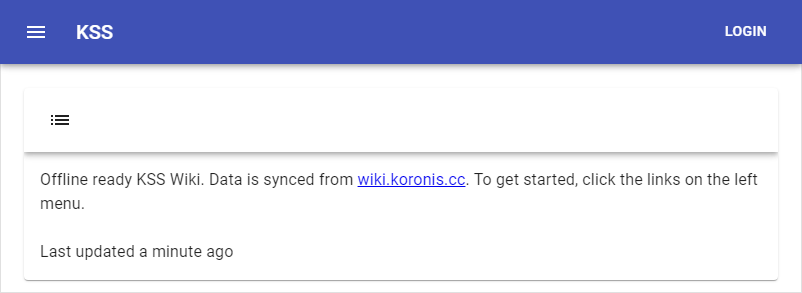 KSS
LOGIN
Offline ready KSS Wiki. Data is synced from wiki.koronis.cc. To get started, click the links on the left
menu.
Last updated a minute ago